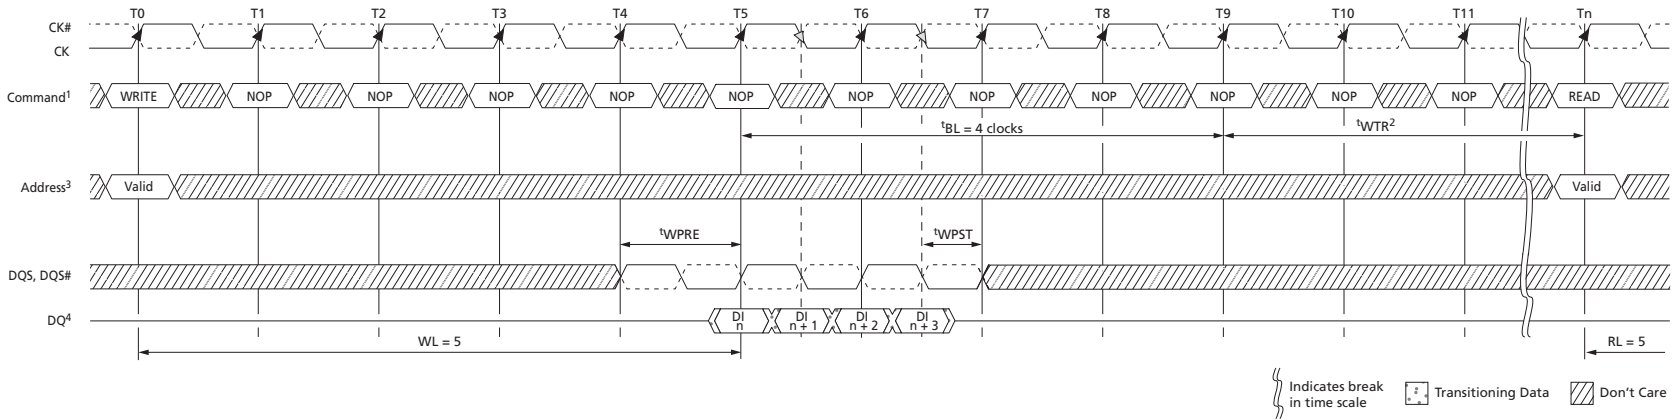 T0 T1 T2 T3 T4 T5 T6 T7 T8 T9 T10 T11 Tn
CK#
CK
Command1 WRITE NOP NOP NOP NOP NOP NOP NOP NOP NOP NOP NOP READ
tBL = 4 clocks tWTR2
Address3 Valid Valid
tWPRE tWPST
DQS, DQS#
DQ4 DI n DI n + 1 DI n + 2 DI n + 3
WL = 5 RL = 5
Indicates break in time scale
Transitioning Data
Don't Care